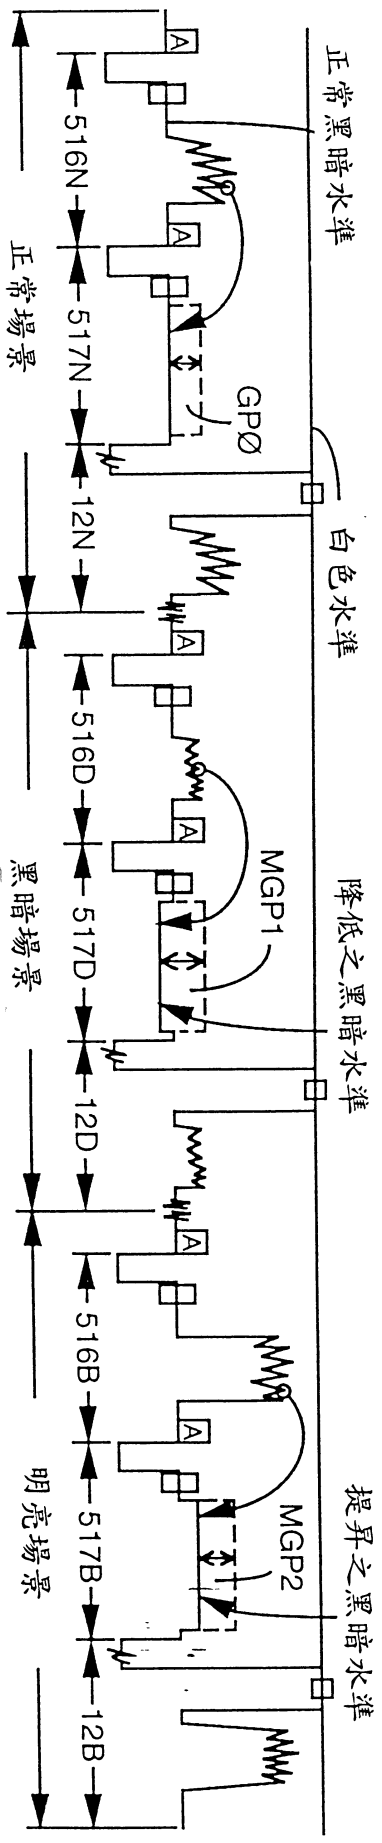 正常黑暗水準
白色水準
降低之黑暗水準
提昇之黑暗水準
GPØ
MGP1
MGP2
A
A
A
A
A
A
516N
517N
12N
516D
517D
12D
516B
517B
12B
正常場景
黑暗場景
明亮場景